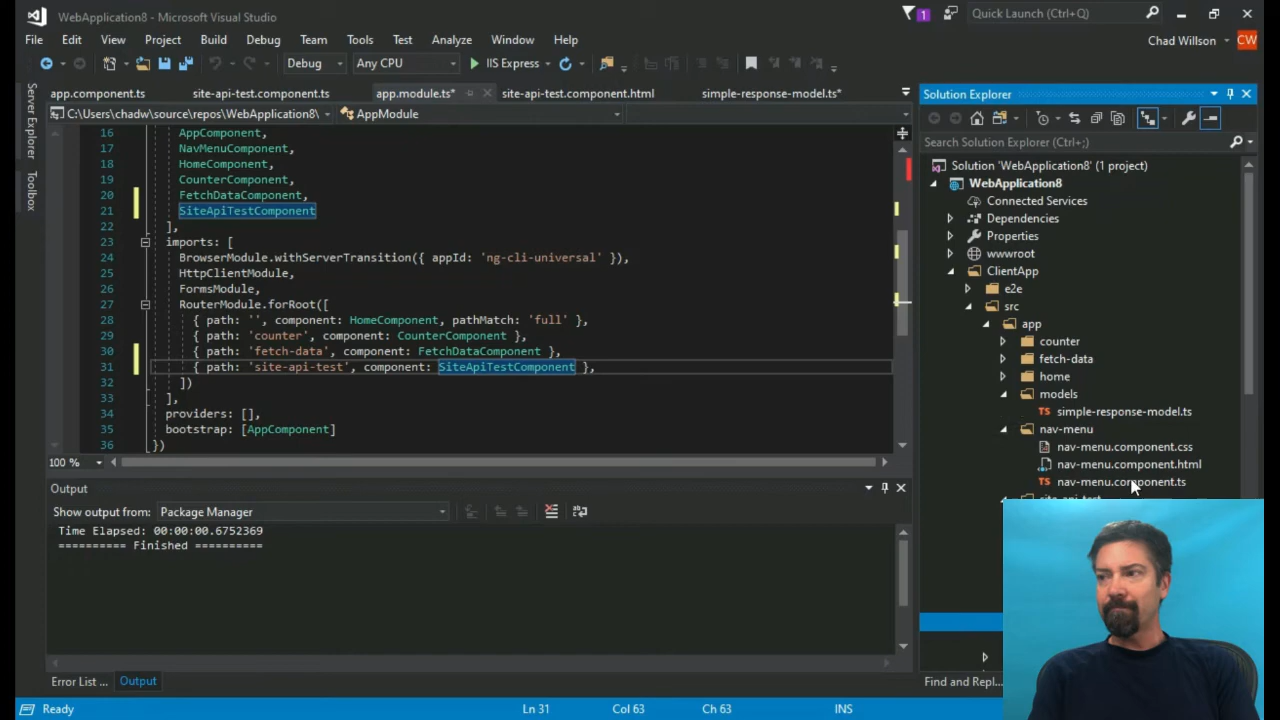 WebApplication8 - Microsoft Visual Studio
1
Quick Launch (Ctrl+Q)
File Edit View Project Build Debug Team Tools Test Analyze Window Help
Chad Willson CW
Debug Any CPU IIS Express
Server Explorer
Toolbox
app.component.ts site-api-test.component.ts app.module.ts* site-api-test.component.html simple-response-model.ts*
C:\Users\chadw\source\repos\WebApplication8\ AppModule
16 AppComponent,
17 NavMenuComponent,
18 HomeComponent,
19 CounterComponent,
20 FetchDataComponent,
21 SiteApiTestComponent
22 ],
23 imports: [
24 BrowserModule.withServerTransition({ appId: 'ng-cli-universal' }),
25 HttpClientModule,
26 FormsModule,
27 RouterModule.forRoot([
28 { path: '', component: HomeComponent, pathMatch: 'full' },
29 { path: 'counter', component: CounterComponent },
30 { path: 'fetch-data', component: FetchDataComponent },
31 { path: 'site-api-test', component: SiteApiTestComponent },
32 ])
33 ],
34 providers: [],
35 bootstrap: [AppComponent]
36 })
100 %
Output
Show output from: Package Manager
Time Elapsed: 00:00:00.6752369
========== Finished ==========
Error List ... Output
Solution Explorer
Search Solution Explorer (Ctrl+;)
Solution 'WebApplication8' (1 project)
WebApplication8
Connected Services
Dependencies
Properties
wwwroot
ClientApp
e2e
src
app
counter
fetch-data
home
models
TS simple-response-model.ts
nav-menu
nav-menu.component.css
nav-menu.component.html
TS nav-menu.component.ts
site-api-test
Find and Repl...
Ready Ln 31 Col 63 Ch 63 INS